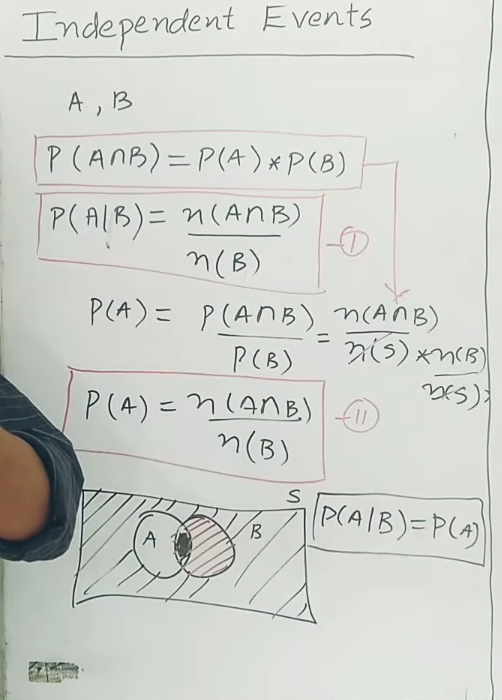 Independent Events
A, B
P(A∩B) = P(A) * P(B)
P(A|B) = n(A∩B)
n(B)
I
P(A) = P(A∩B) = n(A∩B)
P(B) n(S) * n(B)
n(S)
P(A) = n(A∩B)
n(B)
II
S
A B
P(A|B) = P(A)